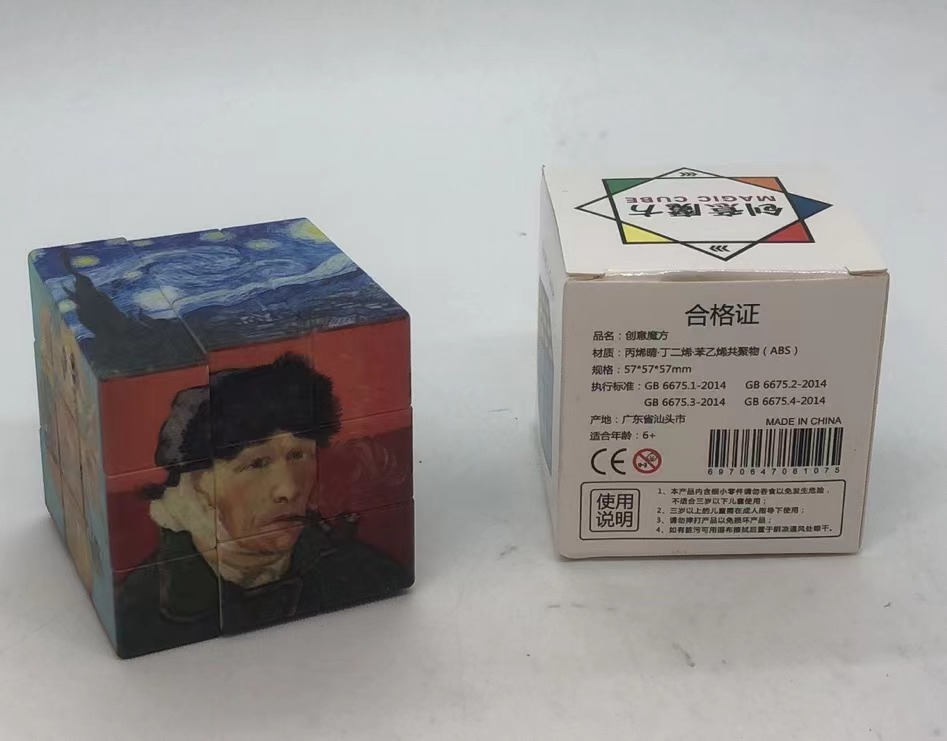 创意魔方
MAGIC CUBE
合格证
品名：创意魔方
材质：丙烯晴·丁二烯·苯乙烯共聚物（ABS）
规格：57*57*57mm
执行标准：GB 6675.1-2014 GB 6675.2-2014
GB 6675.3-2014 GB 6675.4-2014
产地：广东省汕头市
MADE IN CHINA
适合年龄：6+
CE
6970647081075
使用说明
1、本产品内含细小零件请勿吞食以免发生危险，
不适合三岁以下儿童使用；
2、三岁以上的儿童需在成人指导下使用；
3、请勿摔打产品以免损坏产品；
4、如有脏污可用湿布擦拭后置于阴凉通风处晾干。